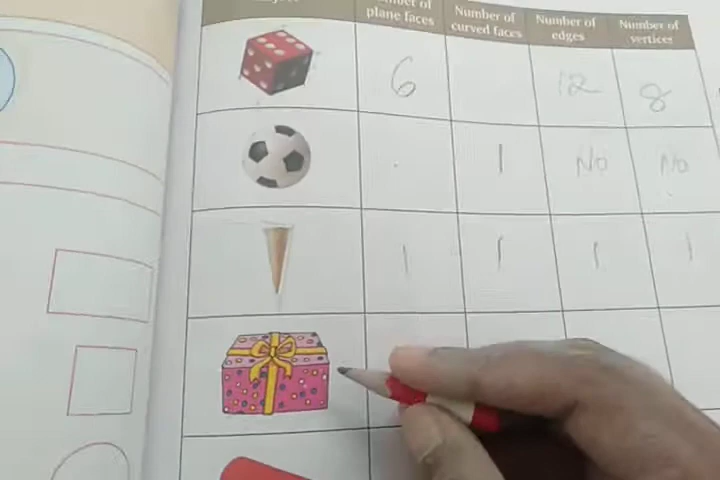 plane faces
Number of
curved faces
Number of
edges
Number of
vertices
6 12 8
1 No No
1 1 1 1